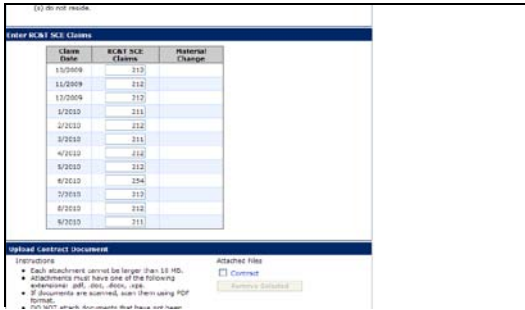 (s) do not reside.
Enter RC&T SCE Claims
Claim Date RC&T SCE Claims Material Change
10/2009 212
11/2009 212
12/2009 212
1/2010 211
2/2010 211
3/2010 211
4/2010 212
5/2010 212
6/2010 254
7/2010 212
8/2010 212
9/2010 211
Upload Contract Document
Instructions
Each attachment cannot be larger than 10 MB.
Attachments must have one of the following
extensions: .pdf, .doc, .docx, .xps.
If documents are scanned, scan them using PDF
format.
DO NOT attach documents that have not been
Attached Files
Contract
Remove Selected